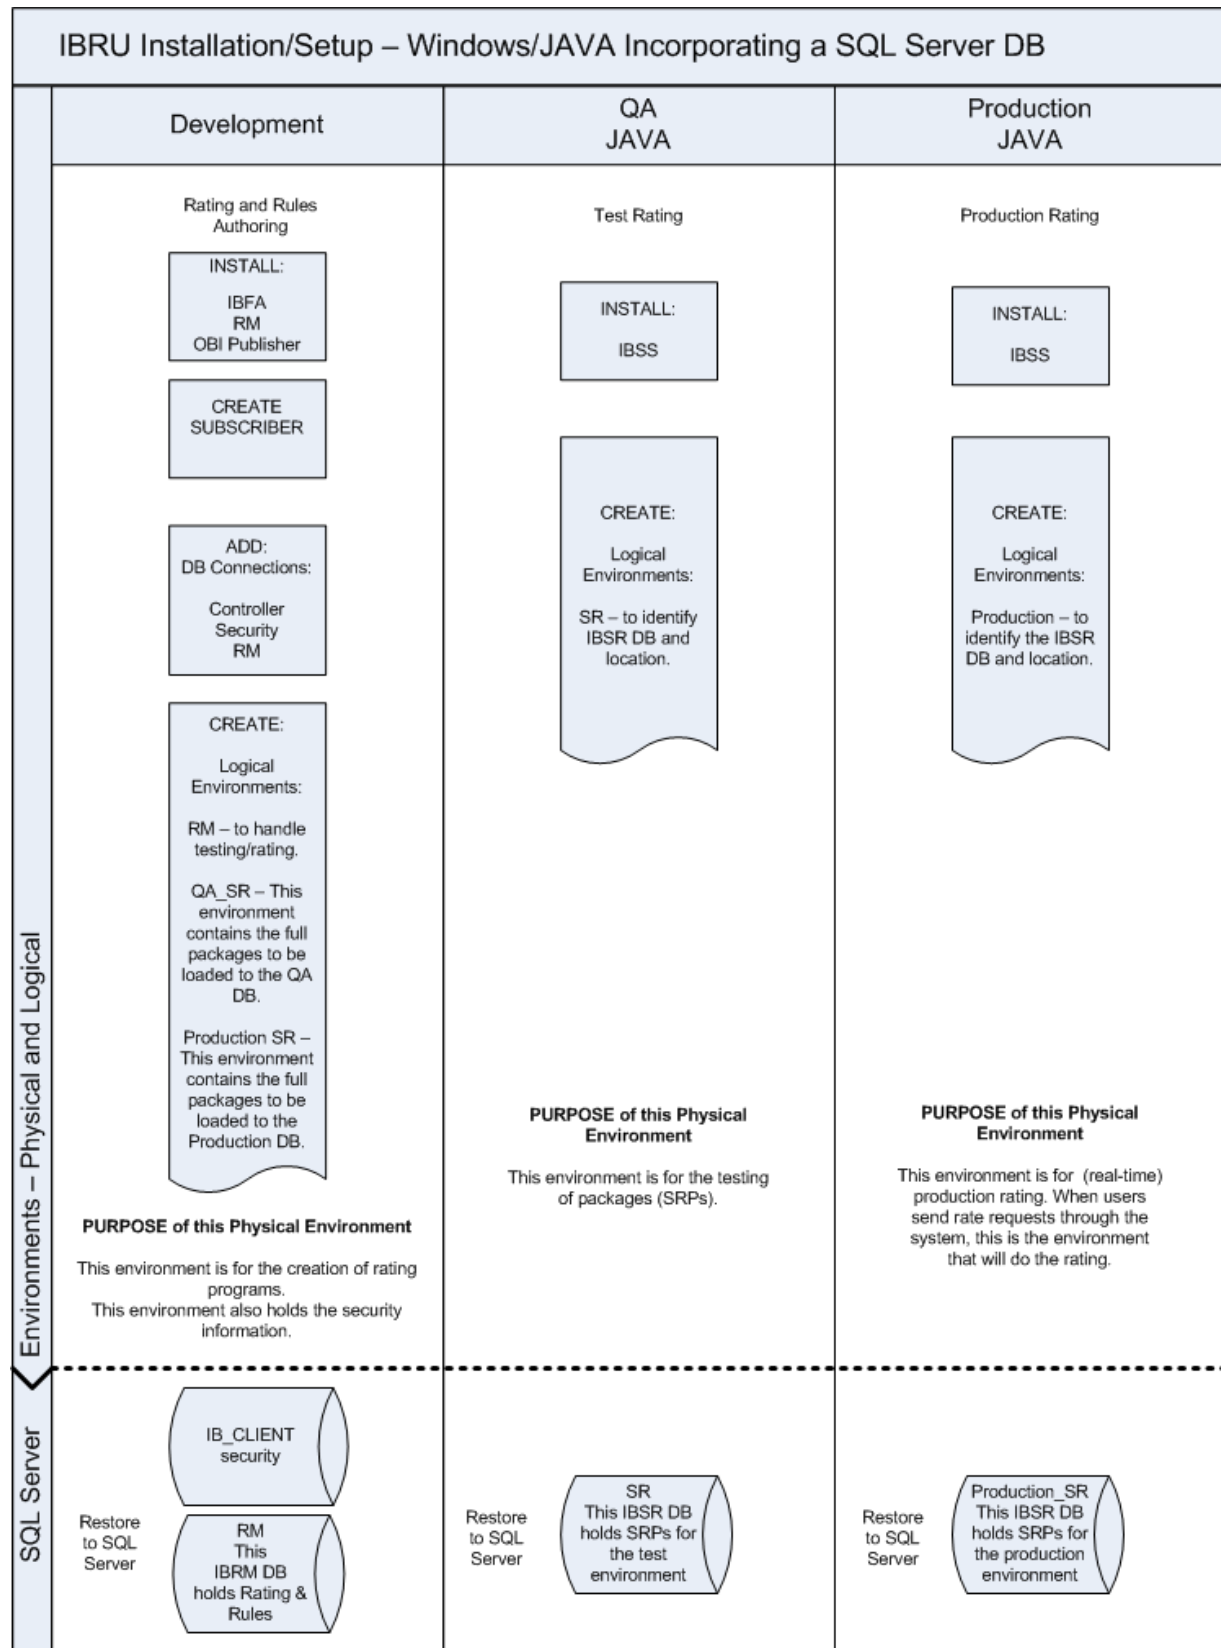 IBRU Installation/Setup – Windows/JAVA Incorporating a SQL Server DB
Environments – Physical and Logical
Development
Rating and Rules
Authoring
INSTALL:
IBFA
RM
OBI Publisher
CREATE
SUBSCRIBER
ADD:
DB Connections:
Controller
Security
RM
CREATE:
Logical
Environments:
RM – to handle
testing/rating.
QA_SR – This
environment
contains the full
packages to be
loaded to the QA
DB.
Production SR –
This environment
contains the full
packages to be
loaded to the
Production DB.
PURPOSE of this Physical Environment
This environment is for the creation of rating
programs.
This environment also holds the security
information.
QA
JAVA
Test Rating
INSTALL:
IBSS
CREATE:
Logical
Environments:
SR – to identify
IBSR DB and
location.
PURPOSE of this Physical
Environment
This environment is for the testing
of packages (SRPs).
Production
JAVA
Production Rating
INSTALL:
IBSS
CREATE:
Logical
Environments:
Production – to
identify the IBSR
DB and location.
PURPOSE of this Physical
Environment
This environment is for (real-time)
production rating. When users
send rate requests through the
system, this is the environment
that will do the rating.
SQL Server
Restore
to SQL
Server
IB_CLIENT
security
RM
This
IBRM DB
holds Rating &
Rules
Restore
to SQL
Server
SR
This IBSR DB
holds SRPs for
the test
environment
Restore
to SQL
Server
Production_SR
This IBSR DB
holds SRPs for
the production
environment